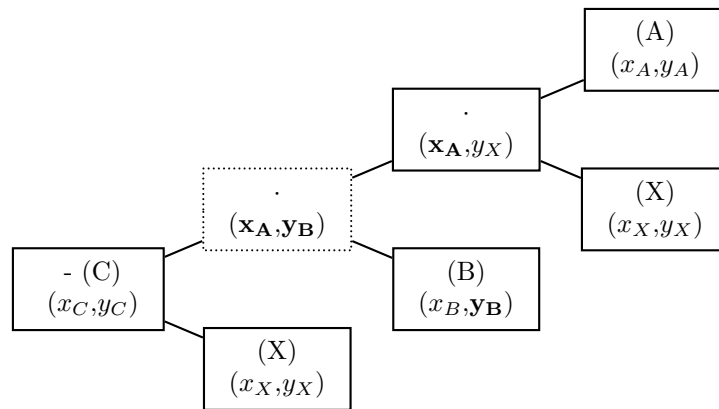 (A)
(x_A,y_A)
·
(𝐱_𝐀,y_X)
(X)
(x_X,y_X)
·
(𝐱_𝐀,𝐲_𝐁)
- (C)
(x_C,y_C)
(B)
(x_B,𝐲_𝐁)
(X)
(x_X,y_X)